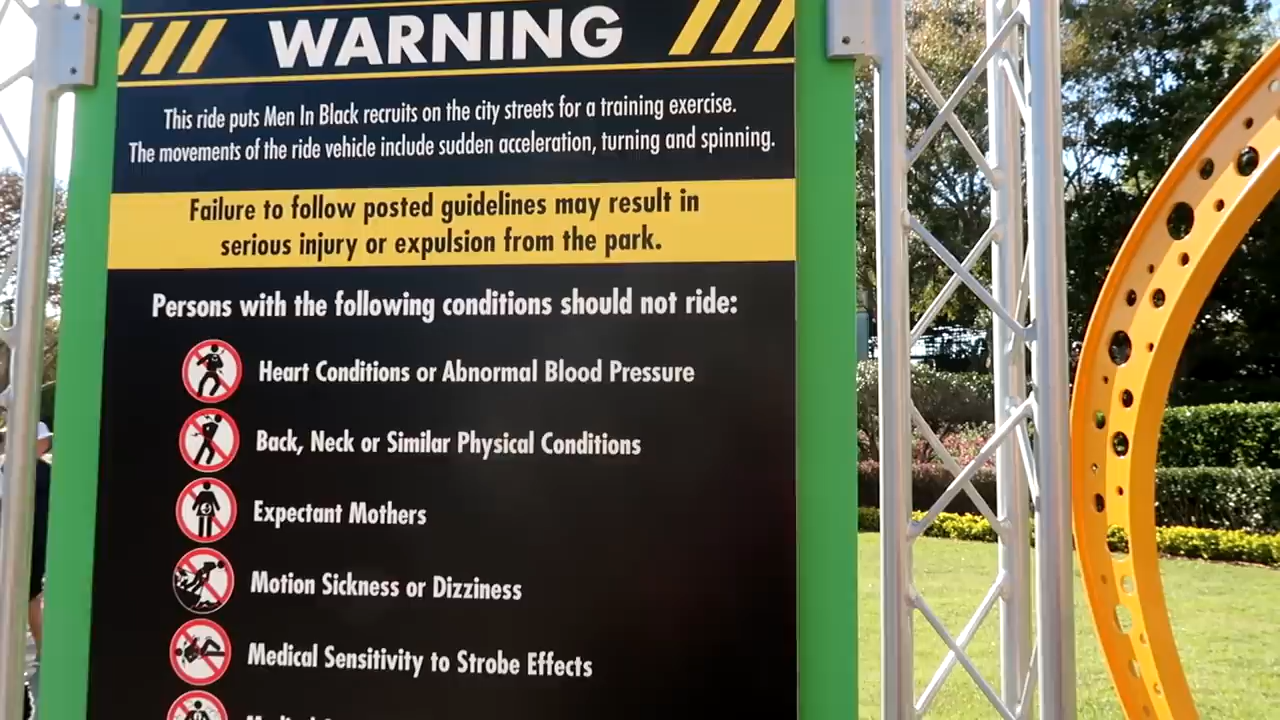 WARNING
This ride puts Men In Black recruits on the city streets for a training exercise.
The movements of the ride vehicle include sudden acceleration, turning and spinning.
Failure to follow posted guidelines may result in
serious injury or expulsion from the park.
Persons with the following conditions should not ride:
Heart Conditions or Abnormal Blood Pressure
Back, Neck or Similar Physical Conditions
Expectant Mothers
Motion Sickness or Dizziness
Medical Sensitivity to Strobe Effects